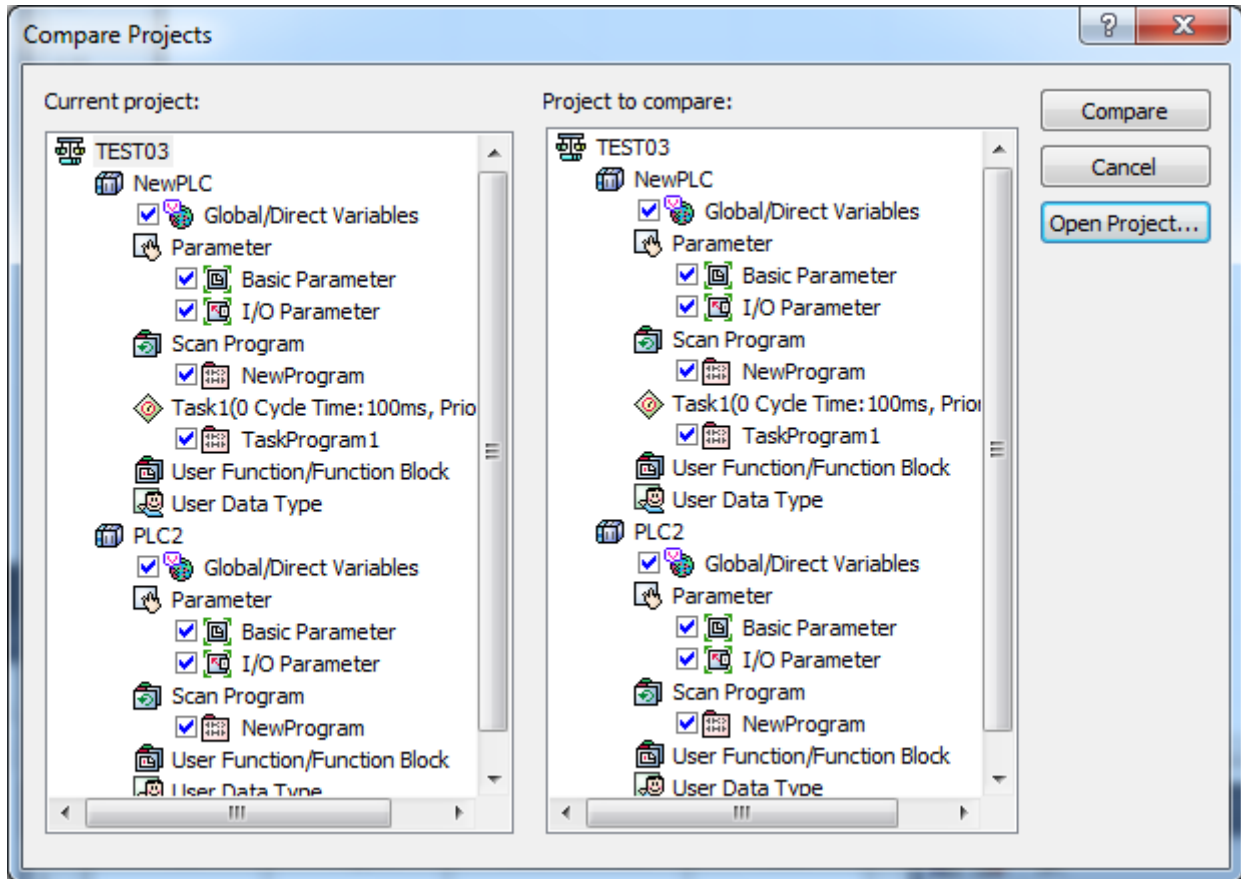 Compare Projects
Current project:
TEST03
NewPLC
Global/Direct Variables
Parameter
Basic Parameter
I/O Parameter
Scan Program
NewProgram
Task1(0 Cycle Time:100ms, Prio
TaskProgram1
User Function/Function Block
User Data Type
PLC2
Global/Direct Variables
Parameter
Basic Parameter
I/O Parameter
Scan Program
NewProgram
User Function/Function Block
User Data Type
Project to compare:
TEST03
NewPLC
Global/Direct Variables
Parameter
Basic Parameter
I/O Parameter
Scan Program
NewProgram
Task1(0 Cycle Time:100ms, Prior
TaskProgram1
User Function/Function Block
User Data Type
PLC2
Global/Direct Variables
Parameter
Basic Parameter
I/O Parameter
Scan Program
NewProgram
User Function/Function Block
User Data Type
Compare
Cancel
Open Project...